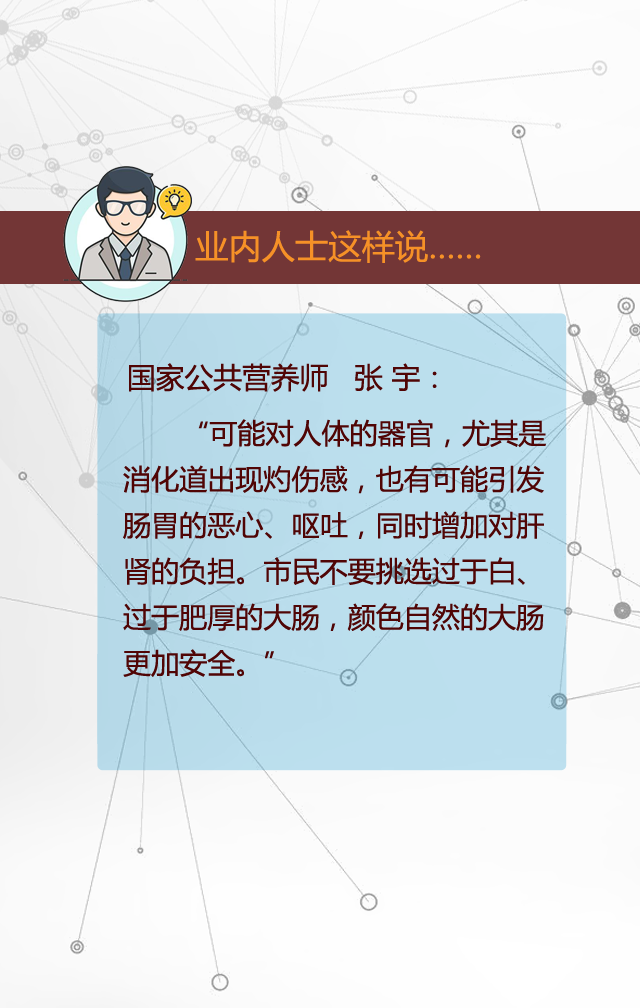 业内人士这样说……
国家公共营养师 张 宇：
“可能对人体的器官，尤其是
消化道出现灼伤感，也有可能引发
肠胃的恶心、呕吐，同时增加对肝
肾的负担。市民不要挑选过于白、
过于肥厚的大肠，颜色自然的大肠
更加安全。”